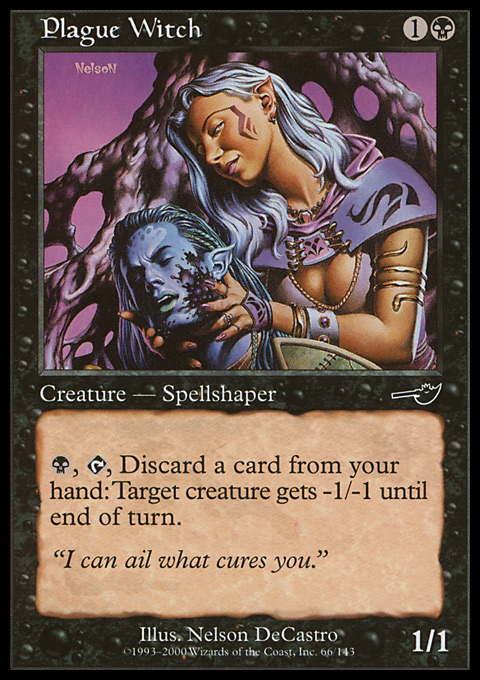 Plague Witch 1
NelsoN
Creature — Spellshaper
, , Discard a card from your
hand: Target creature gets -1/-1 until
end of turn.
“I can ail what cures you.”
Illus. Nelson DeCastro
©1993–2000 Wizards of the Coast, Inc. 66/143
1/1